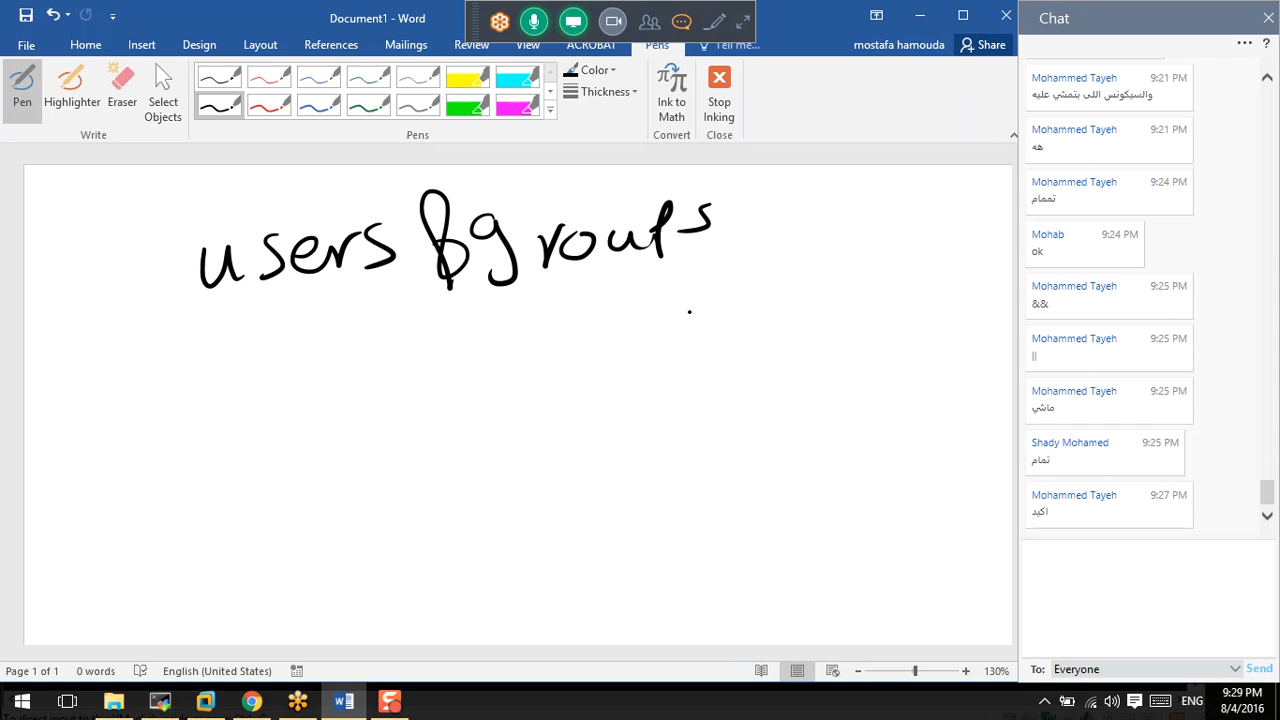 Document1 - Word
File
Home
Insert
Design
Layout
References
Mailings
Review
View
ACROBAT
Pens
Tell me...
mostafa hamouda
Share
Pen
Highlighter
Eraser
Select Objects
Color
Thickness
Ink to Math
Stop Inking
Write
Pens
Convert
Close
users & groups
Chat
Mohammed Tayeh 9:21 PM
والسيكونس اللى بتمشي عليه
Mohammed Tayeh 9:21 PM
هه
Mohammed Tayeh 9:24 PM
تممام
Mohab 9:24 PM
ok
Mohammed Tayeh 9:25 PM
&&
Mohammed Tayeh 9:25 PM
||
Mohammed Tayeh 9:25 PM
ماشي
Shady Mohamed 9:25 PM
تمام
Mohammed Tayeh 9:27 PM
اكيد
To: Everyone
Send
Page 1 of 1
0 words
English (United States)
130%
ENG
9:29 PM
8/4/2016